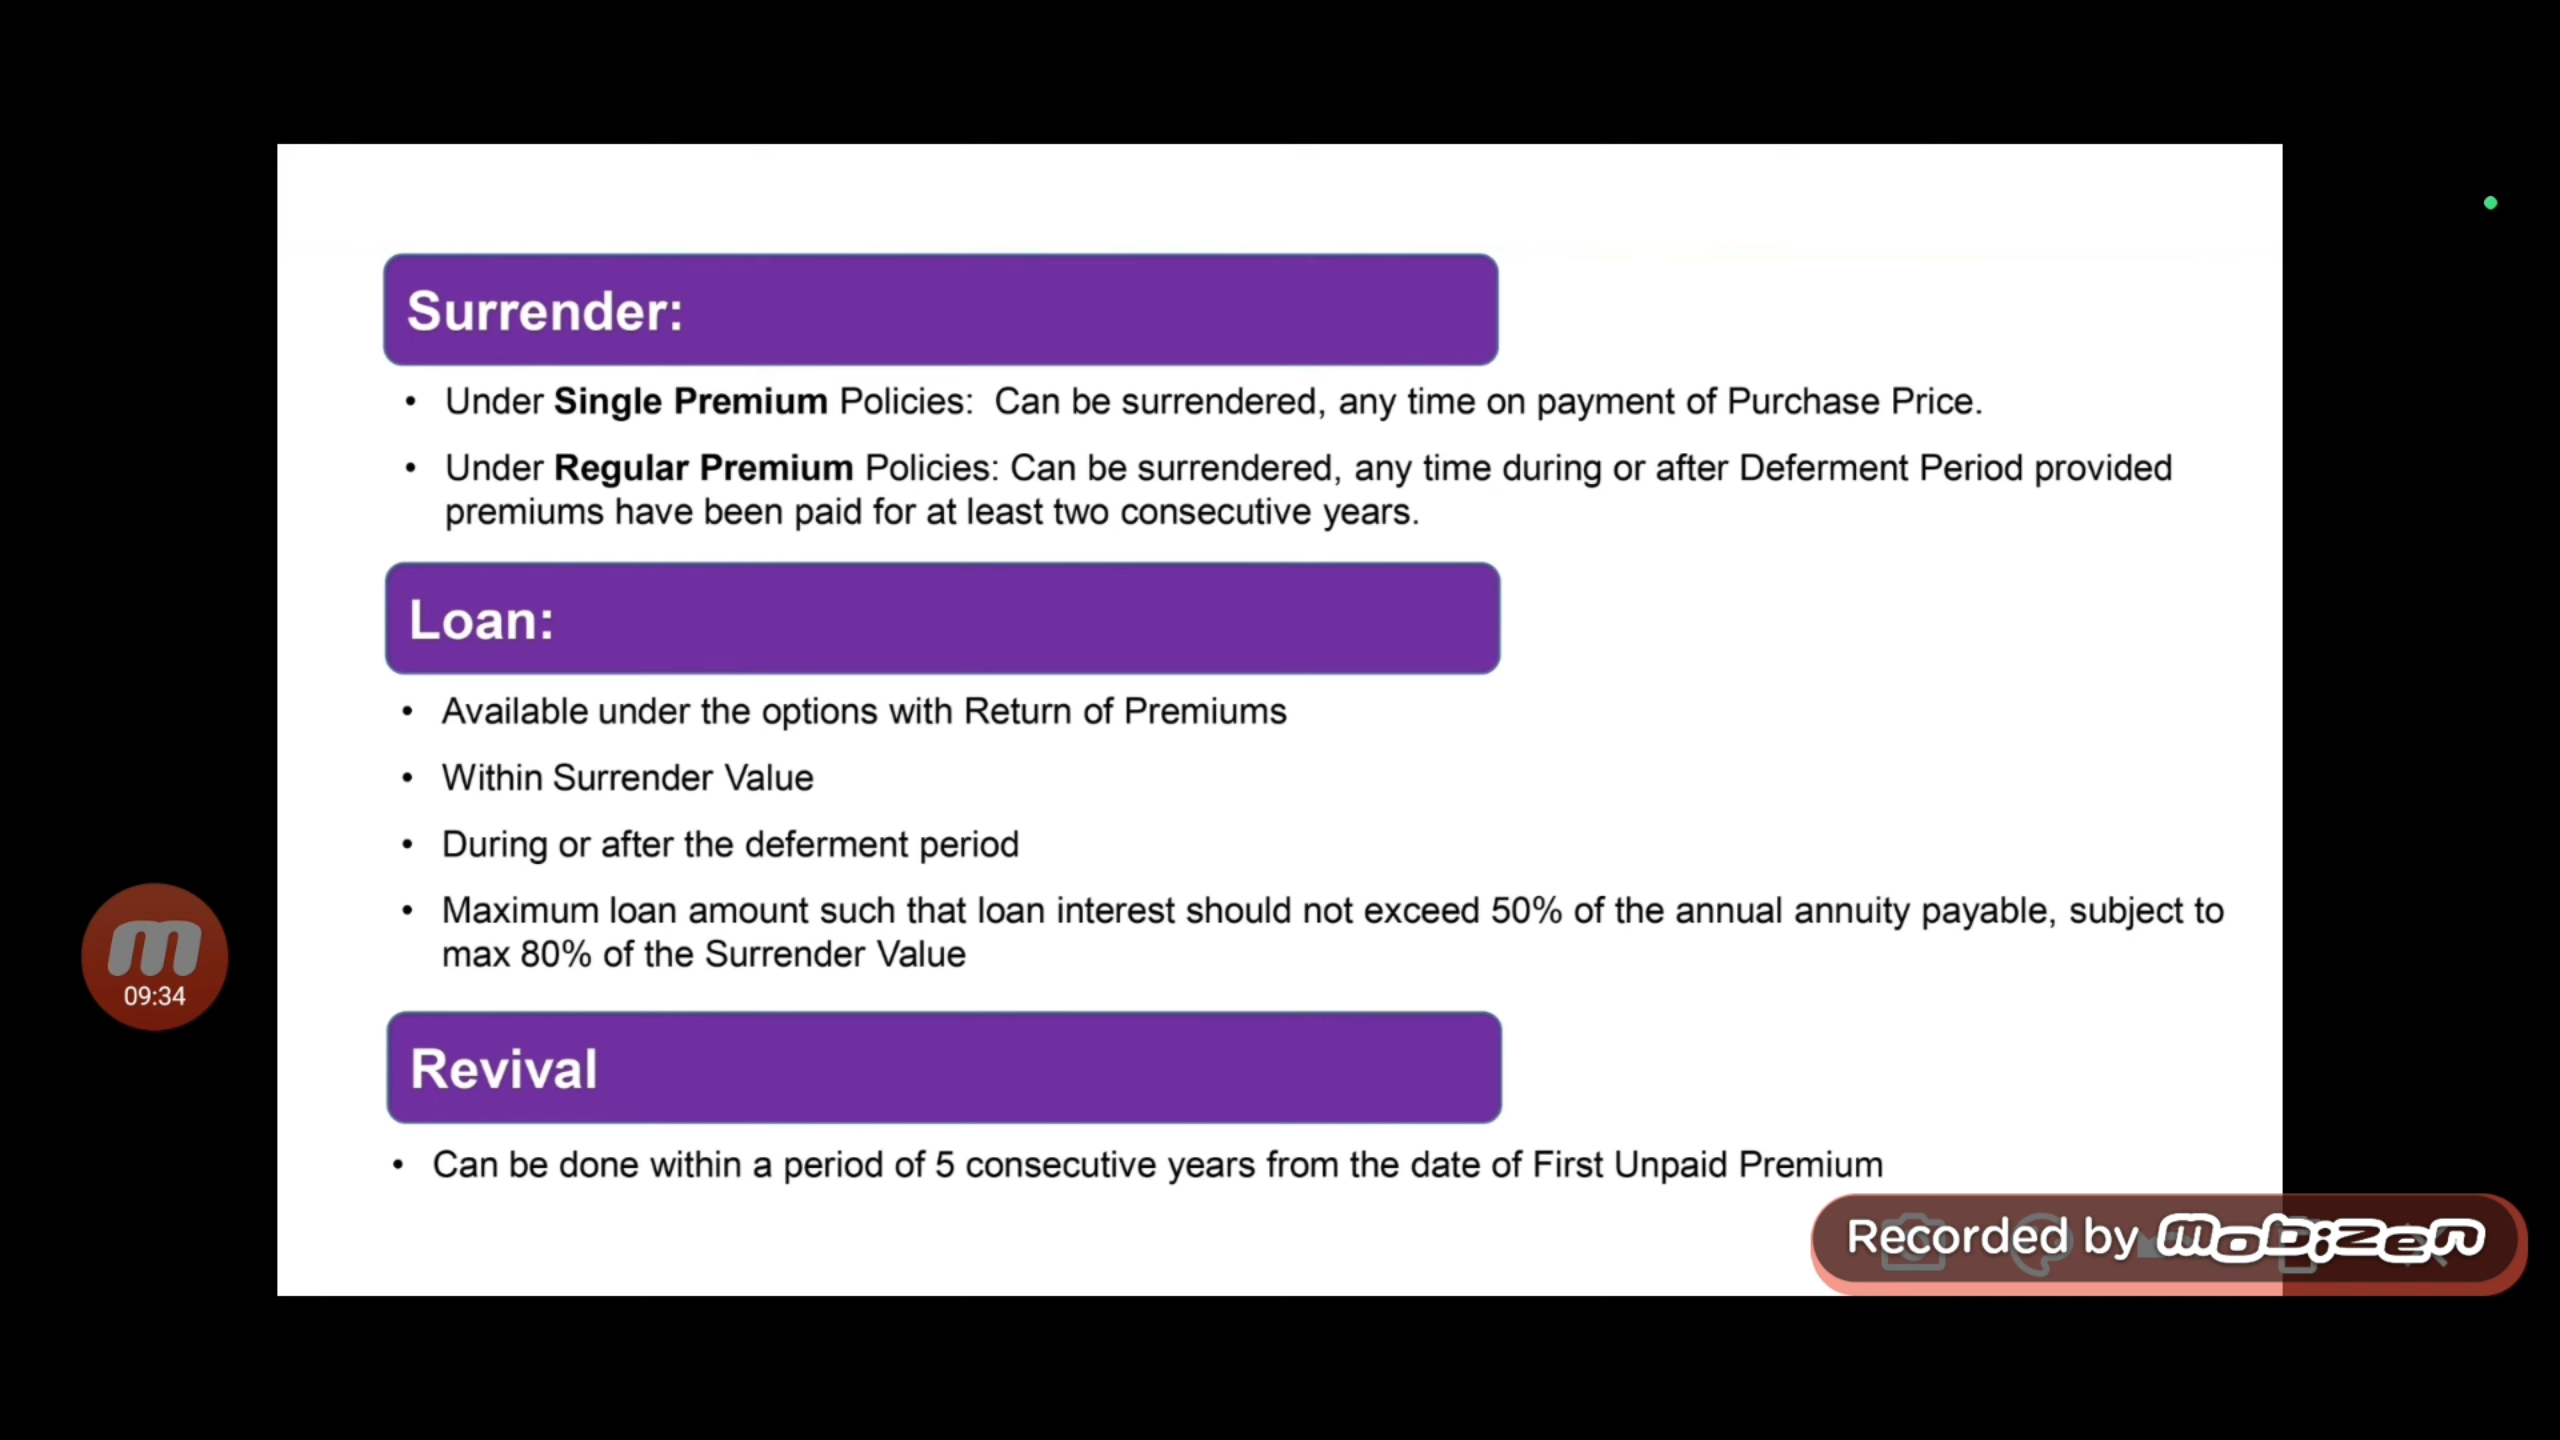 Surrender:
• Under Single Premium Policies:  Can be surrendered, any time on payment of Purchase Price.
• Under Regular Premium Policies: Can be surrendered, any time during or after Deferment Period provided
premiums have been paid for at least two consecutive years.
Loan:
• Available under the options with Return of Premiums
• Within Surrender Value
• During or after the deferment period
• Maximum loan amount such that loan interest should not exceed 50% of the annual annuity payable, subject to
max 80% of the Surrender Value
m
09:34
Revival
• Can be done within a period of 5 consecutive years from the date of First Unpaid Premium
Recorded by mobizen